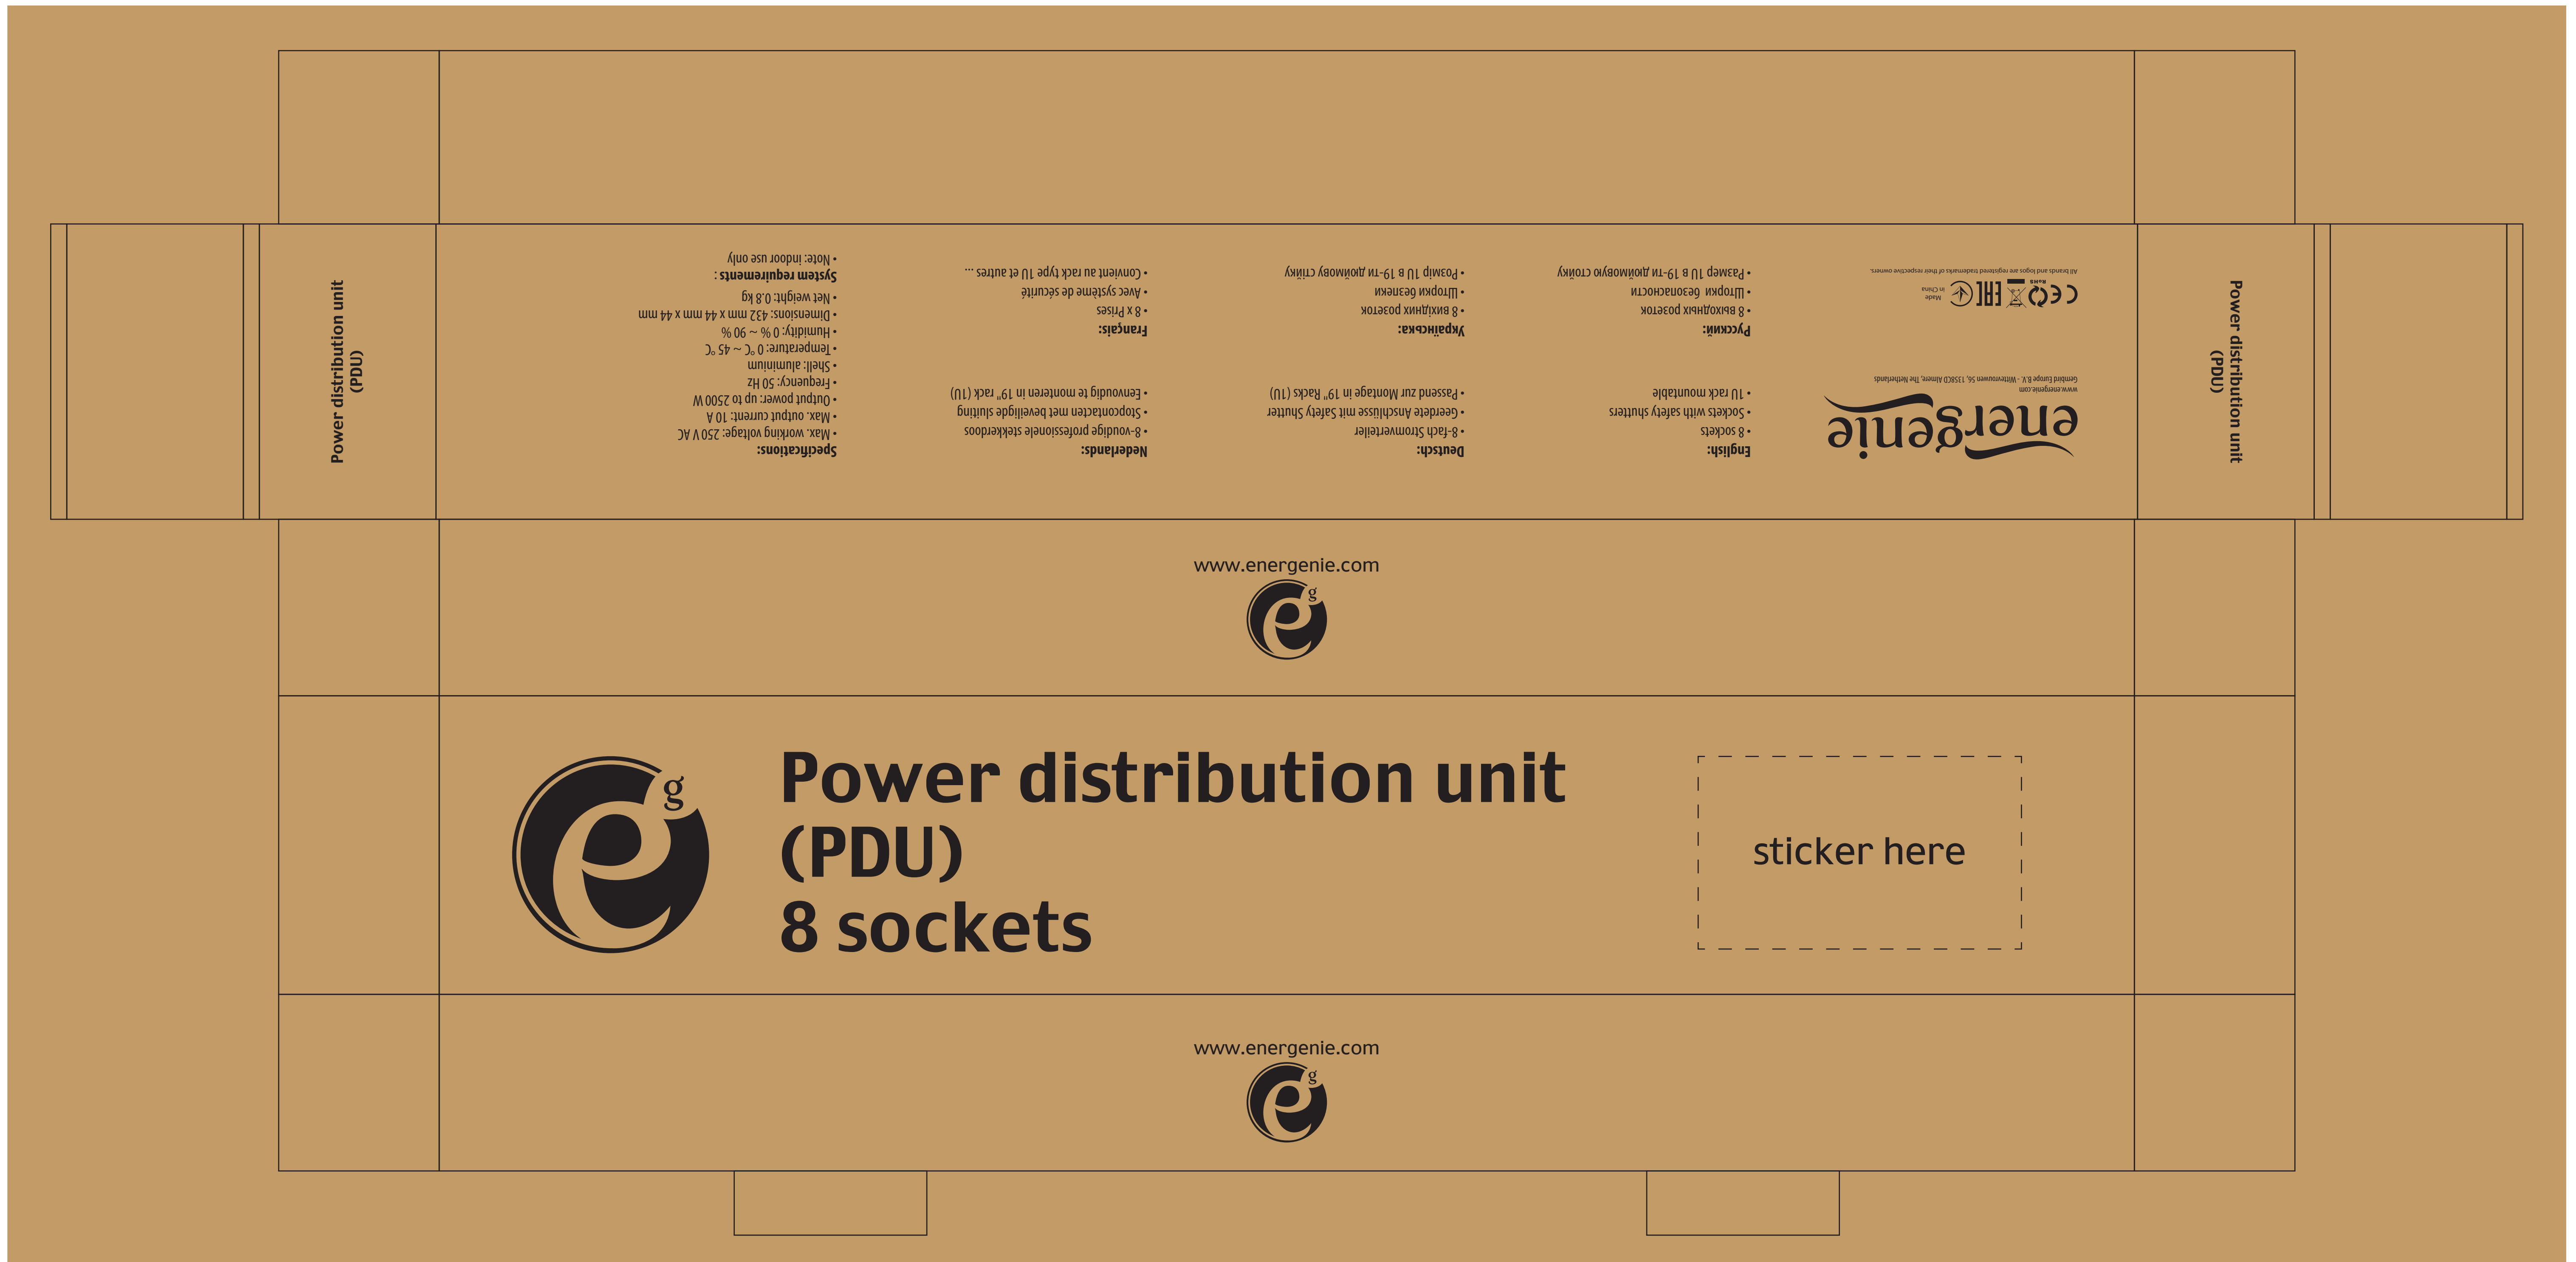 energenie
www.energenie.com
Gembird Europe B.V. - Wittevrouwen 56, 1358CD Almere, The Netherlands
CE
RoHS
EAC
Made
in China
All brands and logos are registered trademarks of their respective owners.
English:
• 8 sockets
• Sockets with safety shutters
• 1U rack mountable
Русский:
• 8 выходных розеток
• Шторки безопасности
• Размер 1U в 19-ти дюймовую стойку
Deutsch:
• 8-fach Stromverteiler
• Geerdete Anschlüsse mit Safety Shutter
• Passend zur Montage in 19" Racks (1U)
Українська:
• 8 вихідних розеток
• Шторки безпеки
• Розмір 1U в 19-ти дюймову стійку
Nederlands:
• 8-voudige professionele stekkerdoos
• Stopcontacten met beveiligde sluiting
• Eenvoudig te monteren in 19" rack (1U)
Français:
• 8 x Prises
• Avec système de sécurité
• Convient au rack type 1U et autres ...
Specifications:
• Max. working voltage: 250 V AC
• Max. output current: 10 A
• Output power: up to 2500 W
• Frequency: 50 Hz
• Shell: aluminium
• Temperature: 0 °C ~ 45 °C
• Humidity: 0 % ~ 90 %
• Dimensions: 432 mm x 44 mm x 44 mm
• Net weight: 0.8 kg
System requirements :
• Note: indoor use only
Power distribution unit
(PDU)
Power distribution unit
(PDU)
www.energenie.com
eg
eg
Power distribution unit
(PDU)
8 sockets
sticker here
www.energenie.com
eg